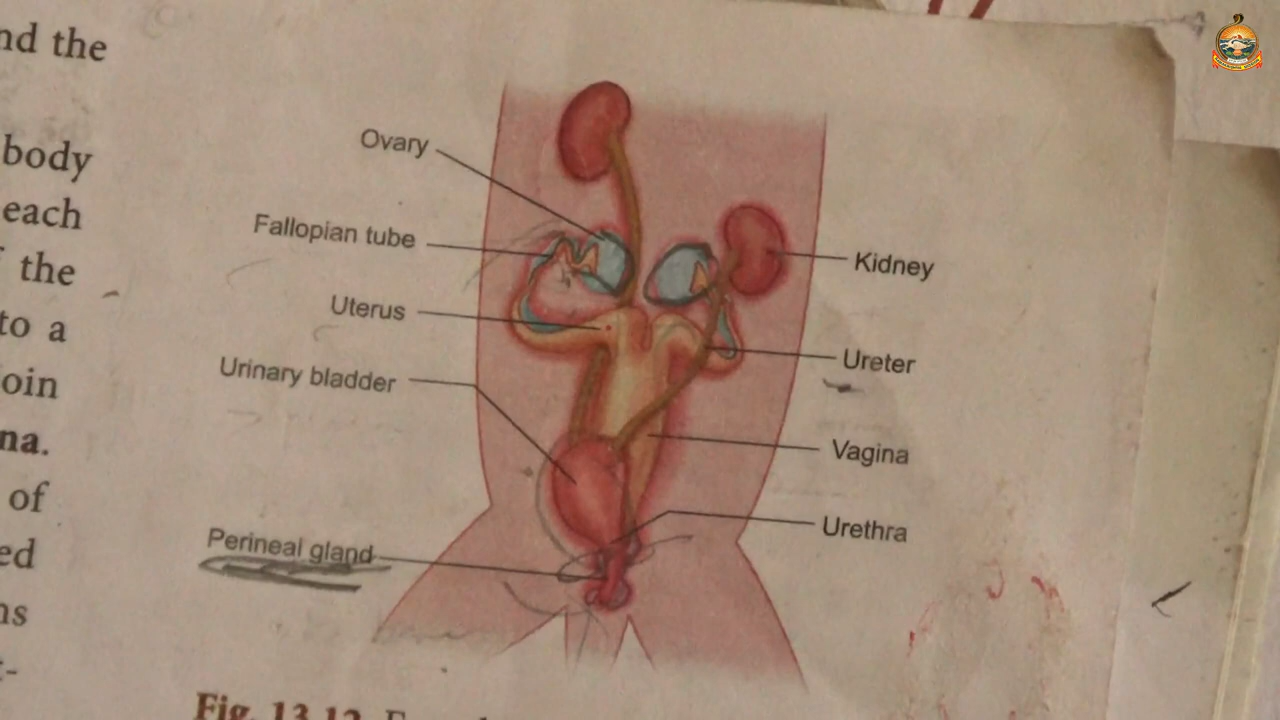 nd the
body
each
the
to a
oin
na.
of
ed
ns
Ovary
Fallopian tube
Uterus
Urinary bladder
Perineal gland
Kidney
Ureter
Vagina
Urethra
Fig. 13.12